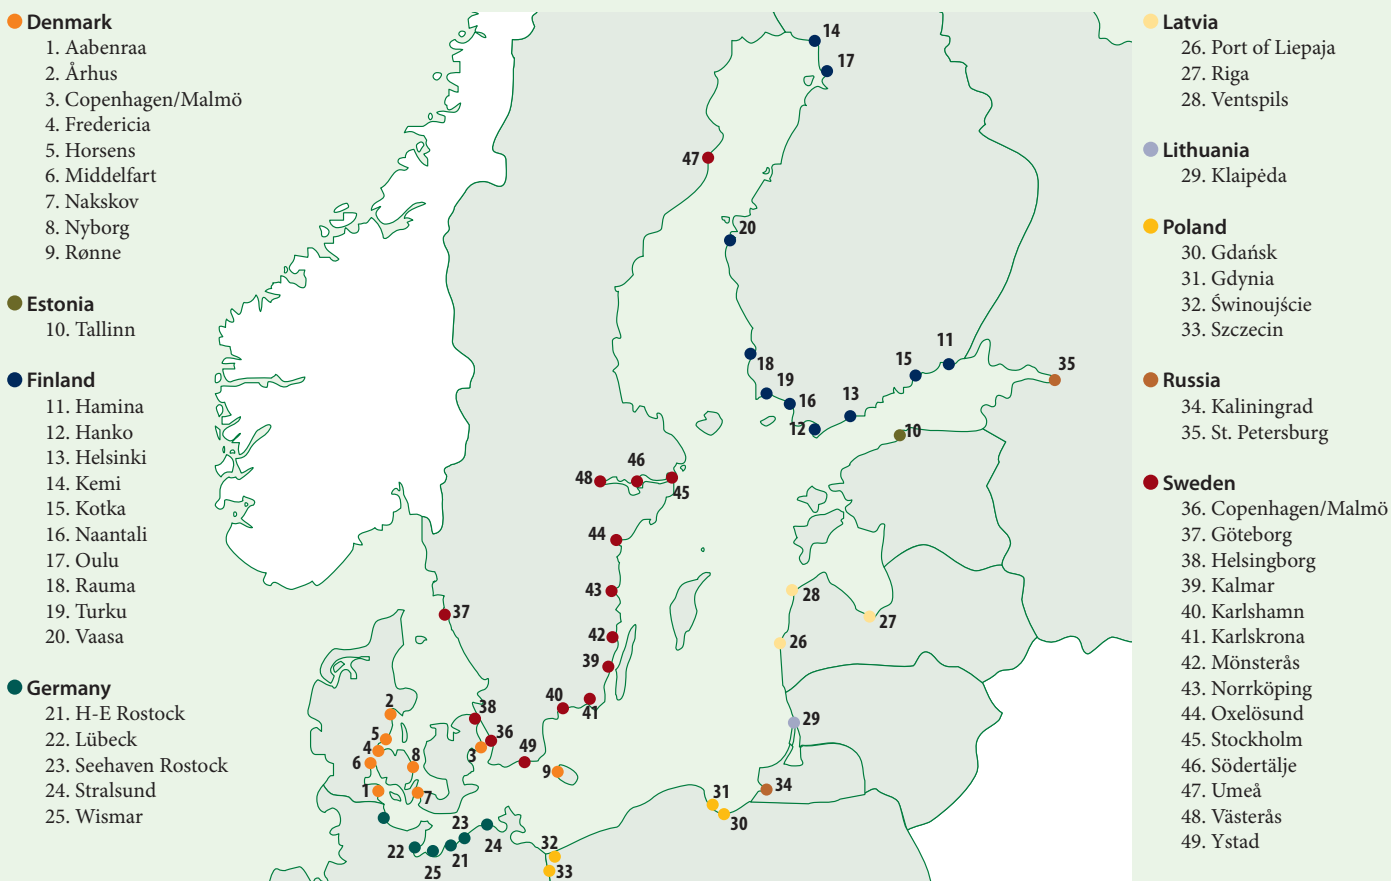 Denmark
1. Aabenraa
2. Århus
3. Copenhagen/Malmö
4. Fredericia
5. Horsens
6. Middelfart
7. Nakskov
8. Nyborg
9. Rønne
Estonia
10. Tallinn
Finland
11. Hamina
12. Hanko
13. Helsinki
14. Kemi
15. Kotka
16. Naantali
17. Oulu
18. Rauma
19. Turku
20. Vaasa
Germany
21. H-E Rostock
22. Lübeck
23. Seehaven Rostock
24. Stralsund
25. Wismar
14
17
47
20
18
19
16
12
13
15
11
35
10
48
46
45
44
43
42
39
40
41
37
38
36
49
3
9
2
5
4
6
8
1
7
28
27
26
29
34
31
30
32
33
23
24
22
21
25
Latvia
26. Port of Liepaja
27. Riga
28. Ventspils
Lithuania
29. Klaipėda
Poland
30. Gdańsk
31. Gdynia
32. Świnoujście
33. Szczecin
Russia
34. Kaliningrad
35. St. Petersburg
Sweden
36. Copenhagen/Malmö
37. Göteborg
38. Helsingborg
39. Kalmar
40. Karlshamn
41. Karlskrona
42. Mönsterås
43. Norrköping
44. Oxelösund
45. Stockholm
46. Södertälje
47. Umeå
48. Västerås
49. Ystad